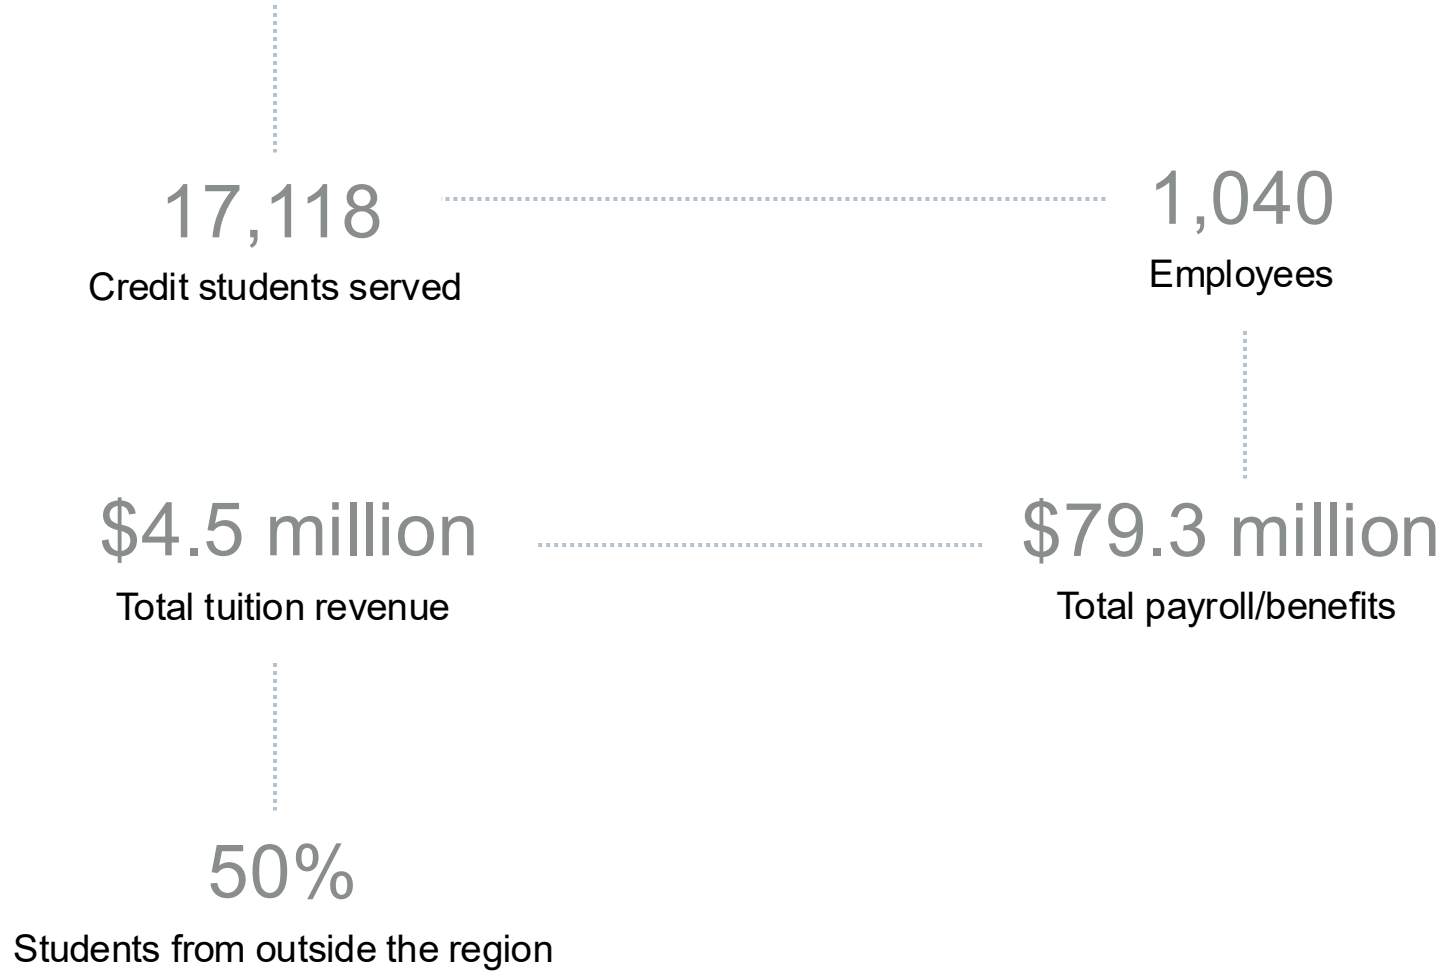 17,118
Credit students served
1,040
Employees
$4.5 million
Total tuition revenue
$79.3 million
Total payroll/benefits
50%
Students from outside the region